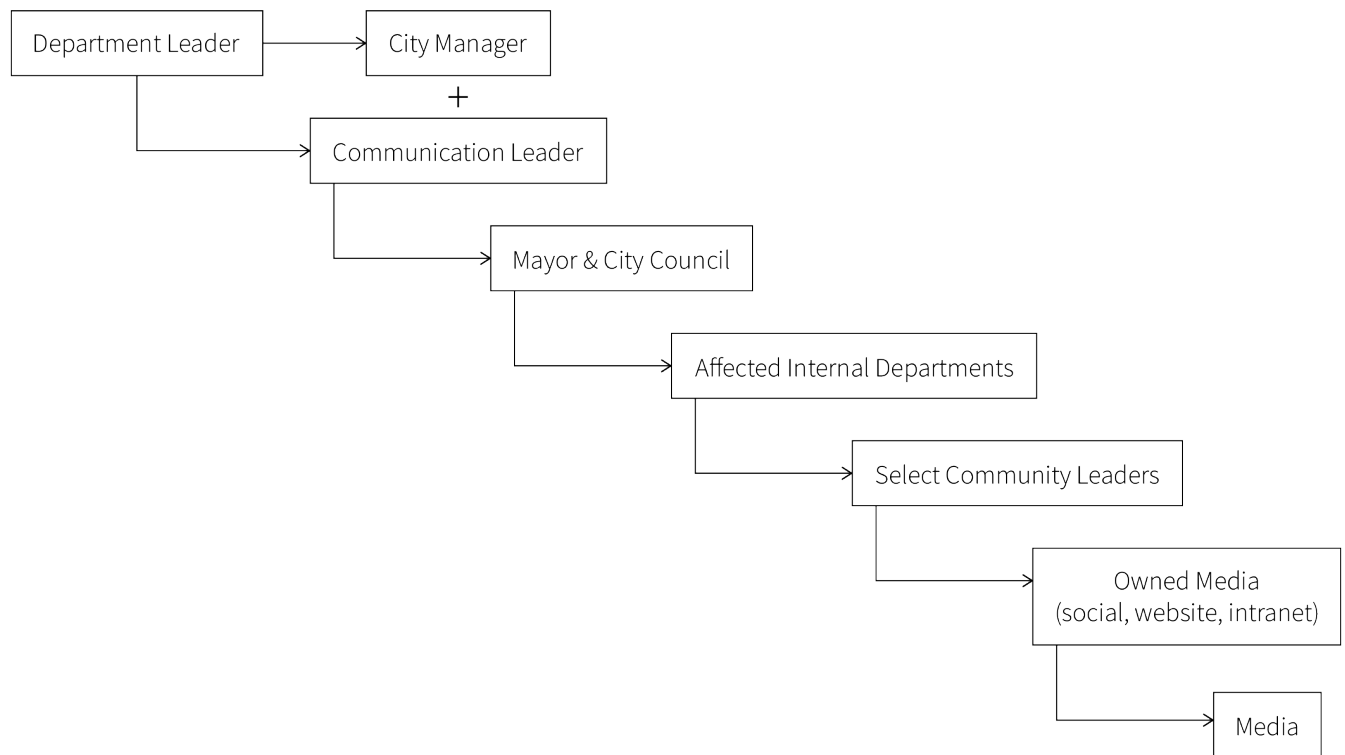 Department Leader
City Manager
+
Communication Leader
Mayor & City Council
Affected Internal Departments
Select Community Leaders
Owned Media
(social, website, intranet)
Media